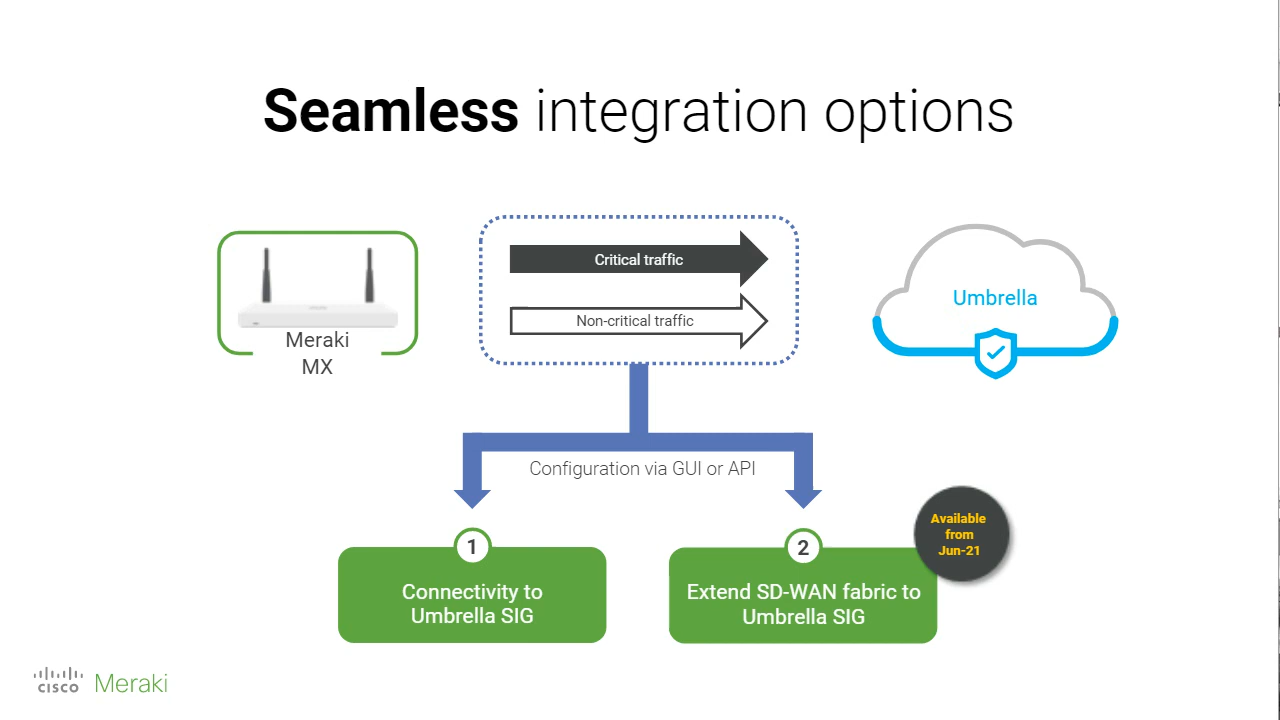 Seamless integration options
Critical traffic
Non-critical traffic
Meraki
MX
Umbrella
Configuration via GUI or API
1
Connectivity to
Umbrella SIG
2
Extend SD-WAN fabric to
Umbrella SIG
Available
from
Jun-21
CISCO Meraki